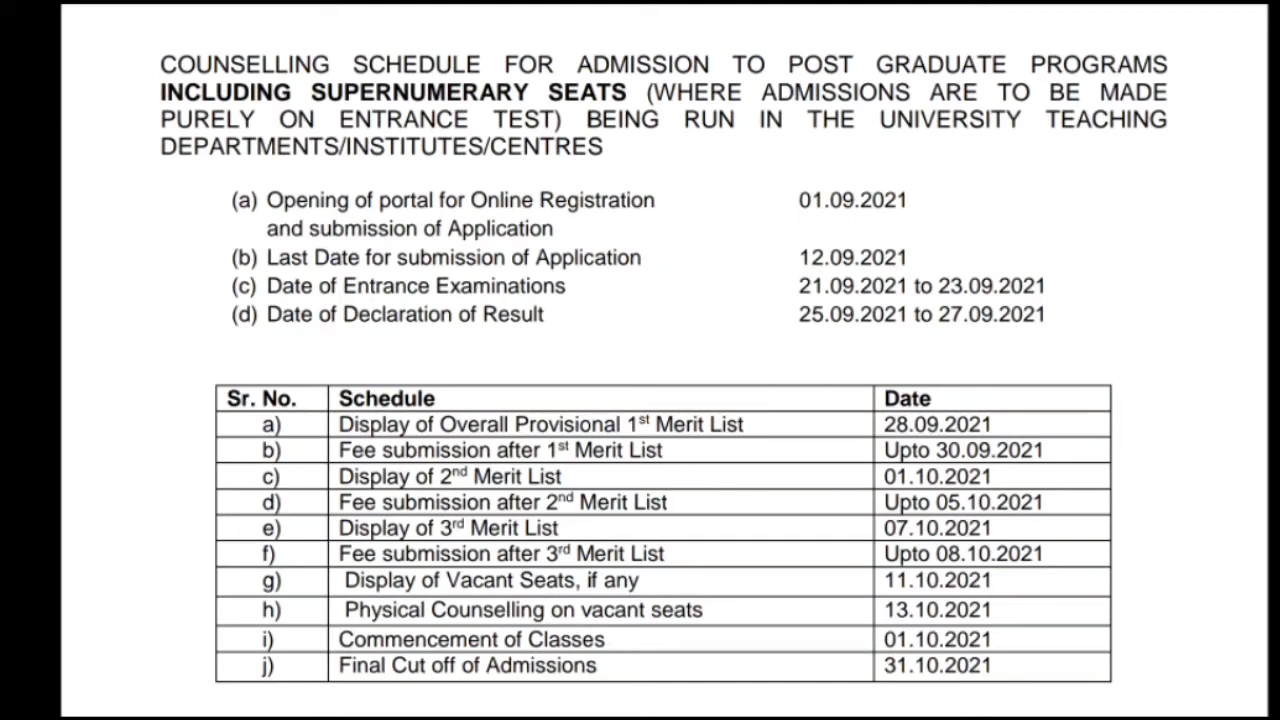 COUNSELLING SCHEDULE FOR ADMISSION TO POST GRADUATE PROGRAMS
INCLUDING SUPERNUMERARY SEATS (WHERE ADMISSIONS ARE TO BE MADE
PURELY ON ENTRANCE TEST) BEING RUN IN THE UNIVERSITY TEACHING
DEPARTMENTS/INSTITUTES/CENTRES
(a) Opening of portal for Online Registration 01.09.2021
and submission of Application
(b) Last Date for submission of Application 12.09.2021
(c) Date of Entrance Examinations 21.09.2021 to 23.09.2021
(d) Date of Declaration of Result 25.09.2021 to 27.09.2021
Sr. No. Schedule Date
a) Display of Overall Provisional 1st Merit List 28.09.2021
b) Fee submission after 1st Merit List Upto 30.09.2021
c) Display of 2nd Merit List 01.10.2021
d) Fee submission after 2nd Merit List Upto 05.10.2021
e) Display of 3rd Merit List 07.10.2021
f) Fee submission after 3rd Merit List Upto 08.10.2021
g) Display of Vacant Seats, if any 11.10.2021
h) Physical Counselling on vacant seats 13.10.2021
i) Commencement of Classes 01.10.2021
j) Final Cut off of Admissions 31.10.2021